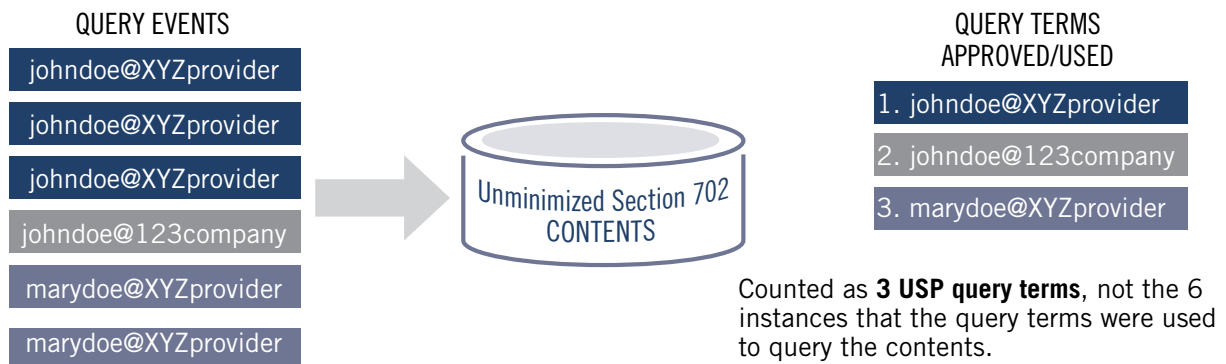 QUERY EVENTS
johndoe@XYZprovider
johndoe@XYZprovider
johndoe@XYZprovider
johndoe@123company
marydoe@XYZprovider
marydoe@XYZprovider
Unminimized Section 702
CONTENTS
QUERY TERMS
APPROVED/USED
1. johndoe@XYZprovider
2. johndoe@123company
3. marydoe@XYZprovider
Counted as 3 USP query terms, not the 6
instances that the query terms were used
to query the contents.